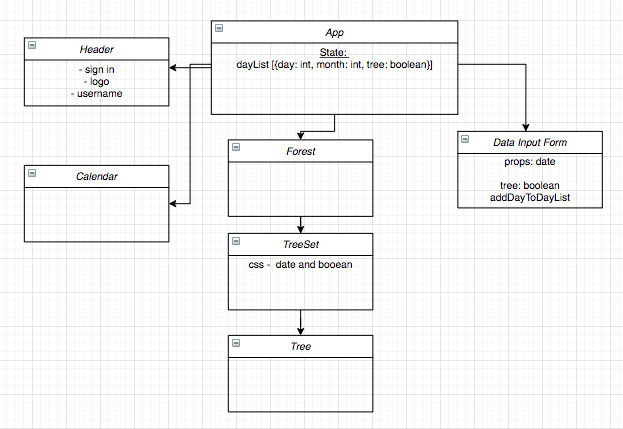 App
State:
dayList [{day: int, month: int, tree: boolean}]
Header
- sign in
- logo
- username
Calendar
Forest
Data Input Form
props: date
tree: boolean
addDayToDayList
TreeSet
css - date and booean
Tree